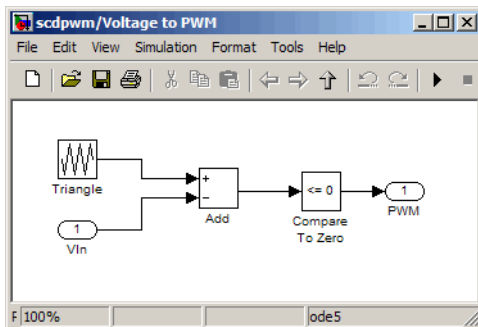 scdpwm/Voltage to PWM
File Edit View Simulation Format Tools Help
Triangle
1
VIn
+
−
Add
<= 0
Compare
To Zero
1
PWM
F 100%
ode5